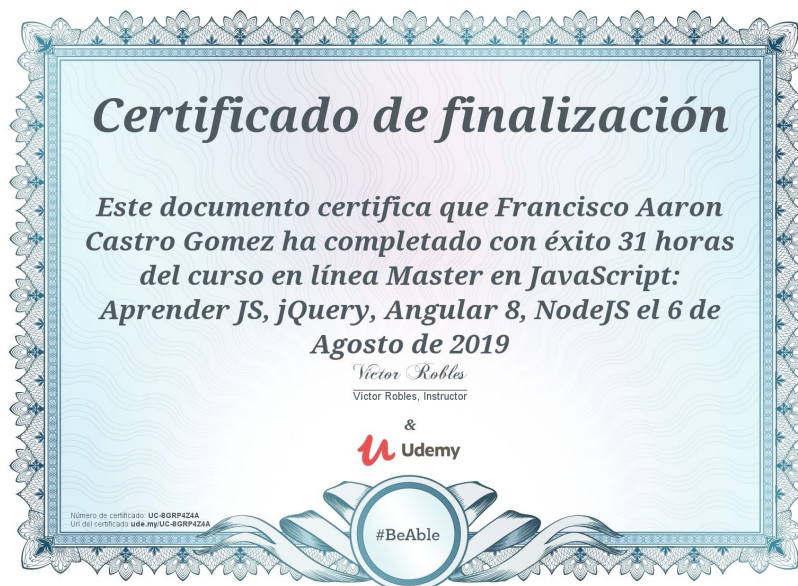 Certificado de finalización
Este documento certifica que Francisco Aaron
Castro Gomez ha completado con éxito 31 horas
del curso en línea Master en JavaScript:
Aprender JS, jQuery, Angular 8, NodeJS el 6 de
Agosto de 2019
Victor Robles
Victor Robles, Instructor
&
Udemy
Número de certificado: UC-8GRP4Z4A
Url del certificado ude.my/UC-8GRP4Z4A
#BeAble